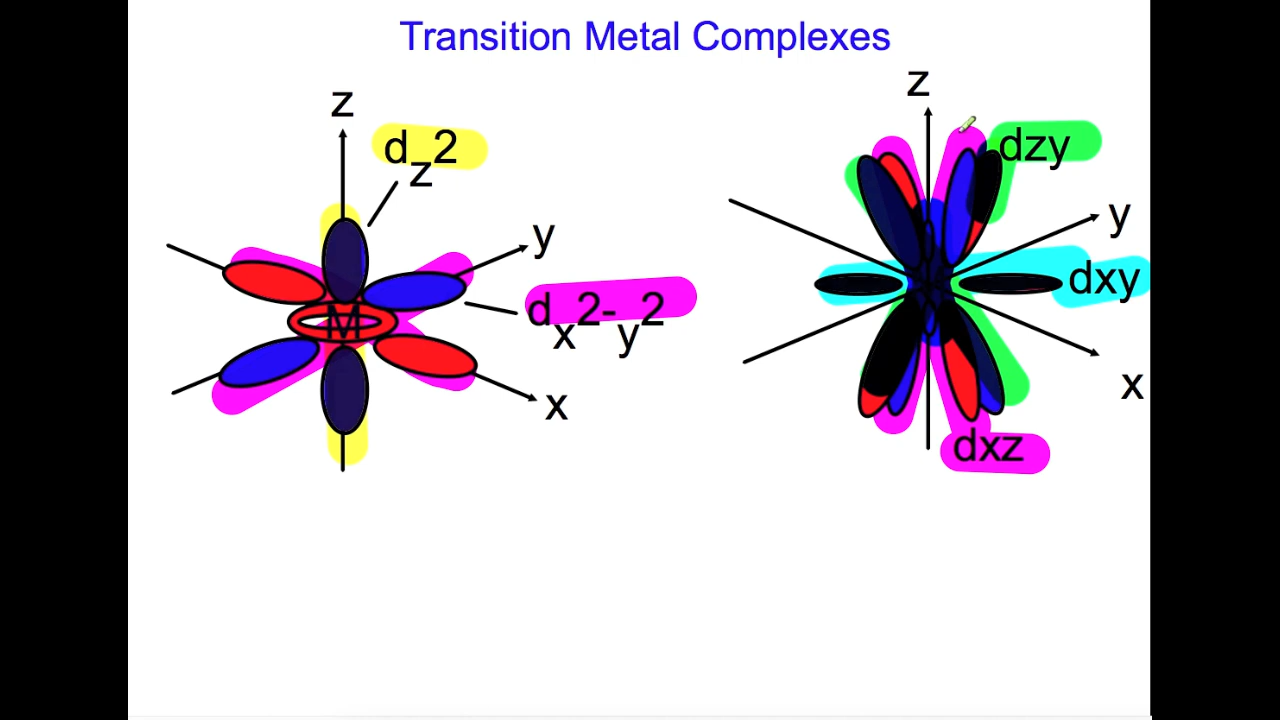 Transition Metal Complexes
z
dz2
y
dx2-y2
M
x
z
dzy
y
dxy
x
dxz